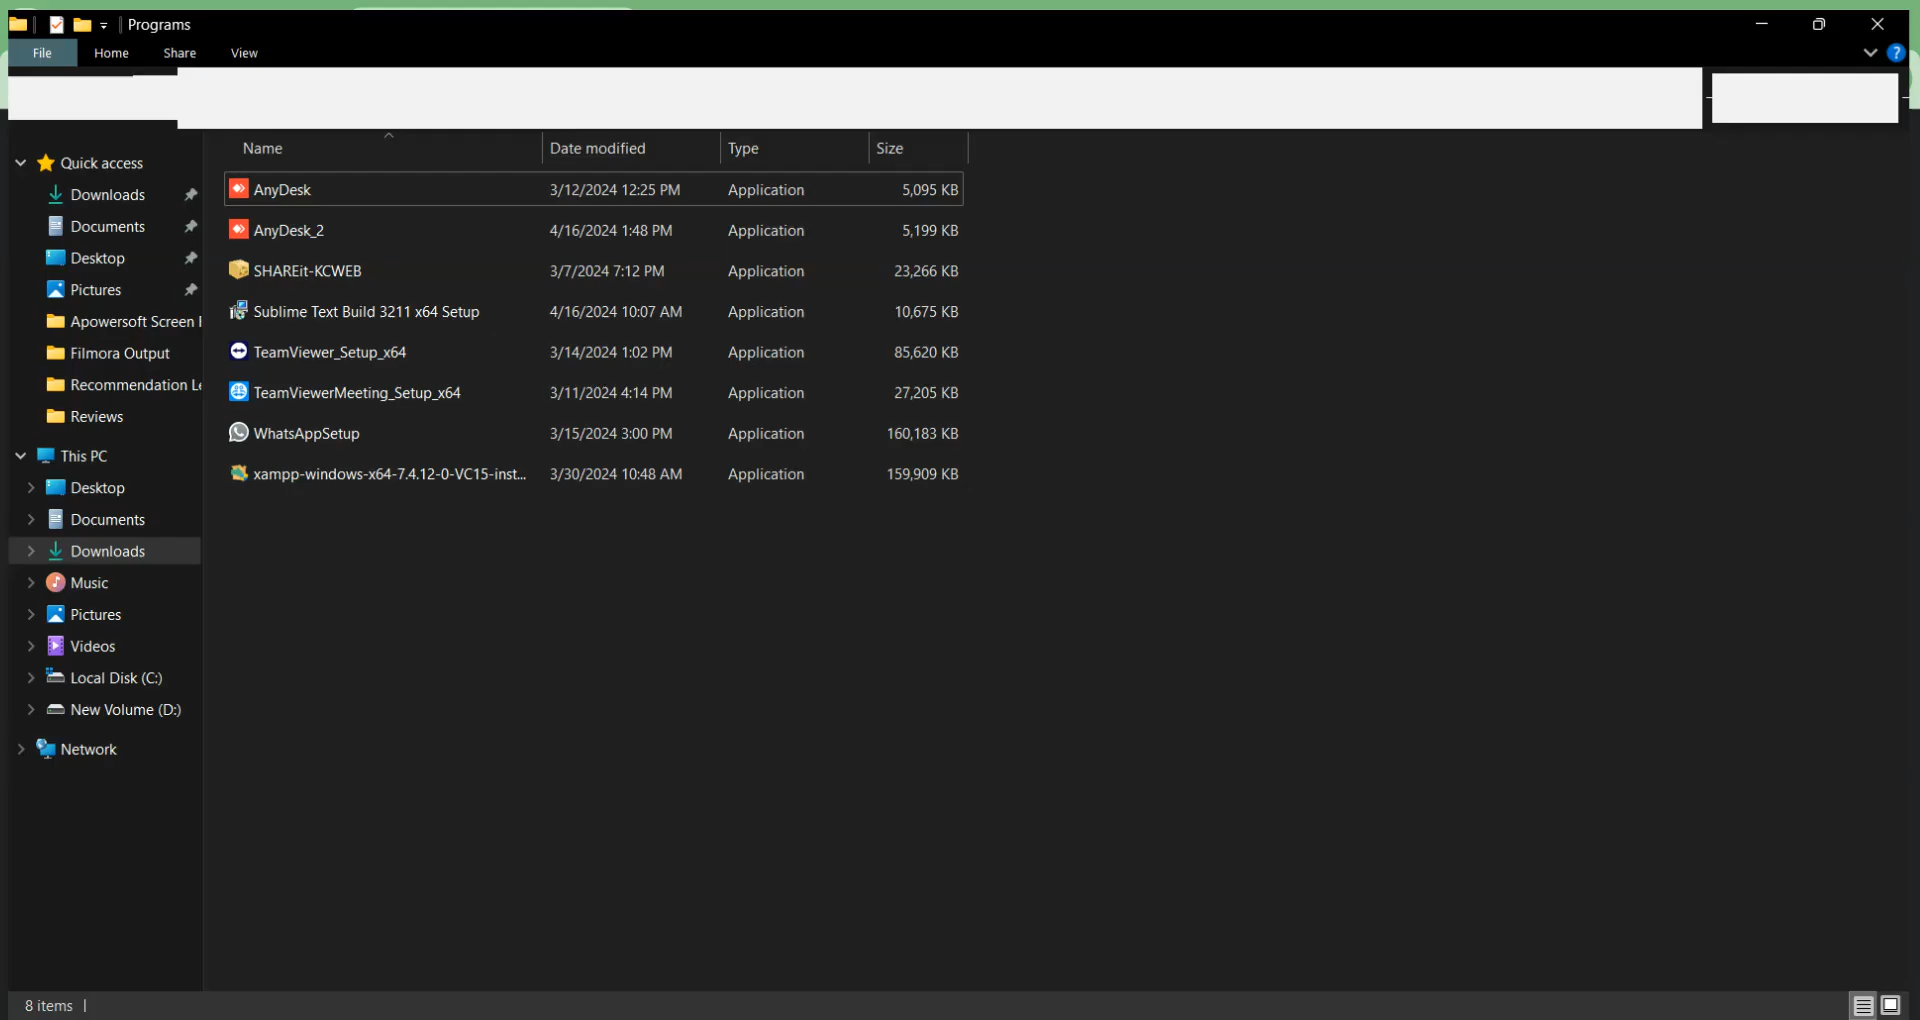 Programs
File Home Share View
Name Date modified Type Size
Quick access
Downloads
Documents
Desktop
Pictures
Apowersoft Screen
Filmora Output
Recommendation
Reviews
This PC
Desktop
Documents
Downloads
Music
Pictures
Videos
Local Disk (C:)
New Volume (D:)
Network
AnyDesk 3/12/2024 12:25 PM Application 5,095 KB
AnyDesk_2 4/16/2024 1:48 PM Application 5,199 KB
SHAREit-KCWEB 3/7/2024 7:12 PM Application 23,266 KB
Sublime Text Build 3211 x64 Setup 4/16/2024 10:07 AM Application 10,675 KB
TeamViewer_Setup_x64 3/14/2024 1:02 PM Application 85,620 KB
TeamViewerMeeting_Setup_x64 3/11/2024 4:14 PM Application 27,205 KB
WhatsAppSetup 3/15/2024 3:00 PM Application 160,183 KB
xampp-windows-x64-7.4.12-0-VC15-inst... 3/30/2024 10:48 AM Application 159,909 KB
8 items